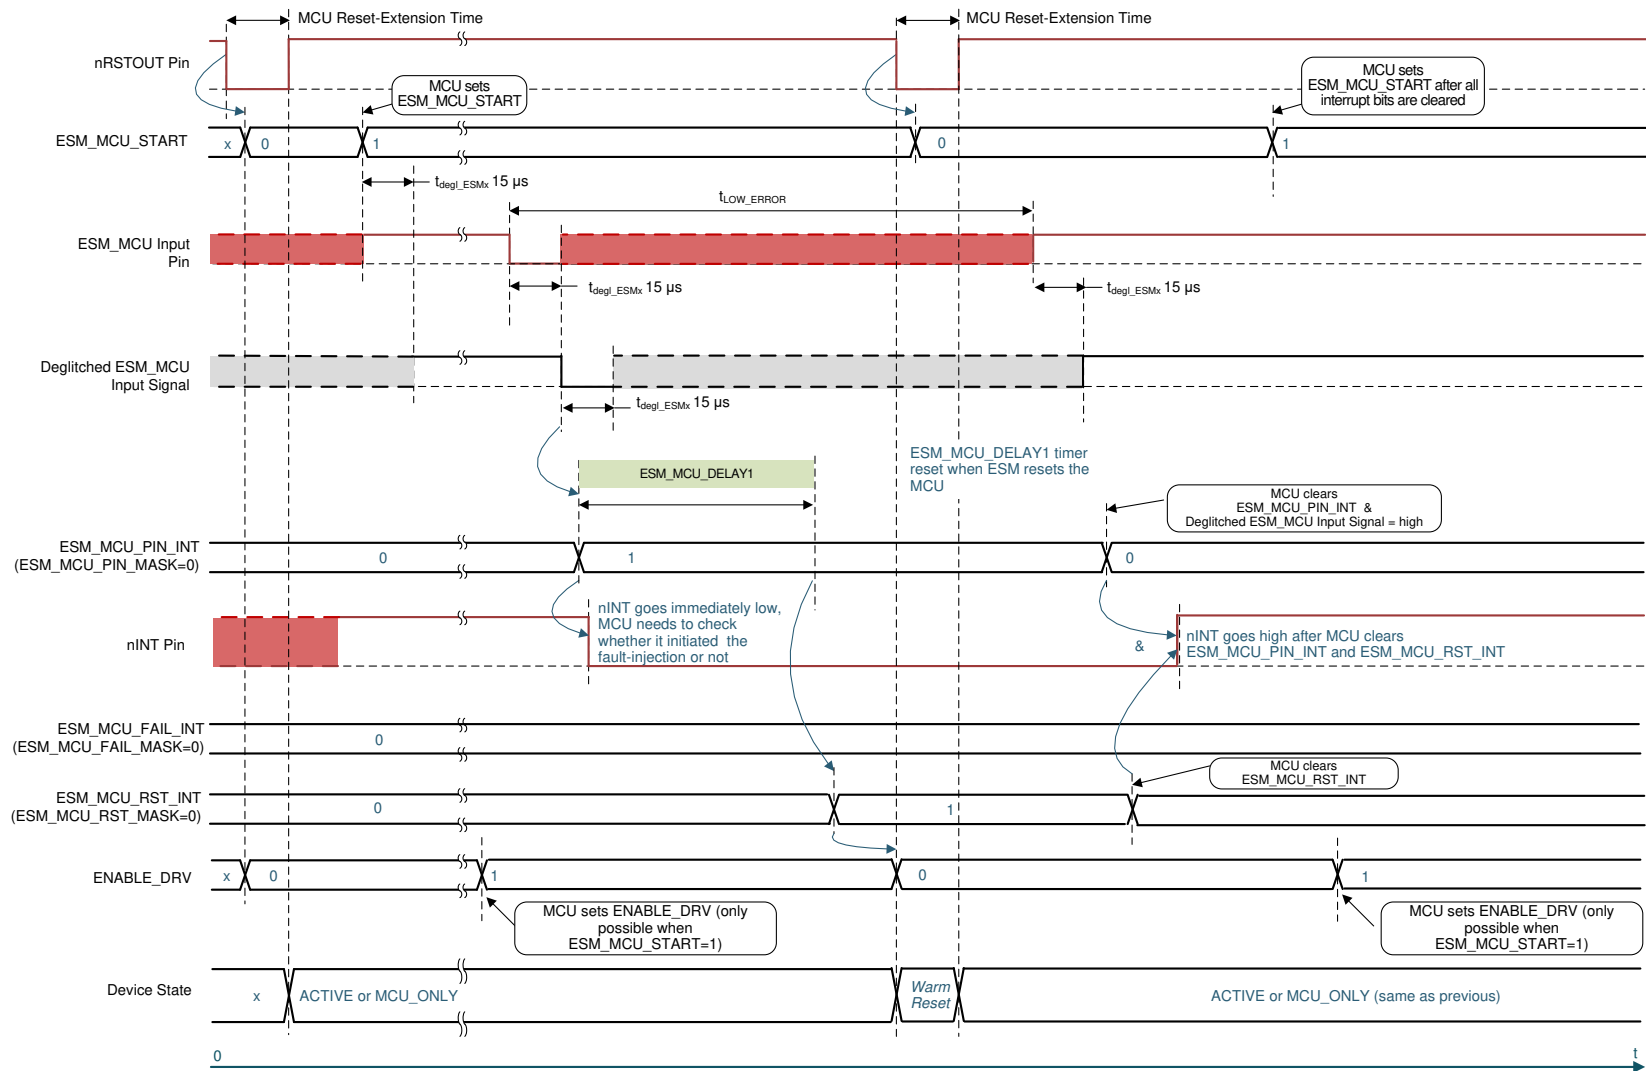 MCU Reset-Extension Time
MCU Reset-Extension Time
nRSTOUT Pin
MCU sets
ESM_MCU_START
MCU sets
ESM_MCU_START after all
interrupt bits are cleared
ESM_MCU_START
x
0
1
0
1
tdegl_ESMx 15 µs
tLOW_ERROR
ESM_MCU Input
Pin
tdegl_ESMx 15 µs
tdegl_ESMx 15 µs
Deglitched ESM_MCU
Input Signal
tdegl_ESMx 15 µs
ESM_MCU_DELAY1
ESM_MCU_DELAY1 timer
reset when ESM resets the
MCU
MCU clears
ESM_MCU_PIN_INT &
Deglitched ESM_MCU Input Signal = high
ESM_MCU_PIN_INT
(ESM_MCU_PIN_MASK=0)
0
1
0
nINT Pin
nINT goes immediately low,
MCU needs to check
whether it initiated the
fault-injection or not
&
nINT goes high after MCU clears
ESM_MCU_PIN_INT and ESM_MCU_RST_INT
ESM_MCU_FAIL_INT
(ESM_MCU_FAIL_MASK=0)
0
MCU clears
ESM_MCU_RST_INT
ESM_MCU_RST_INT
(ESM_MCU_RST_MASK=0)
0
1
ENABLE_DRV
x
0
1
0
1
MCU sets ENABLE_DRV (only
possible when
ESM_MCU_START=1)
MCU sets ENABLE_DRV (only
possible when
ESM_MCU_START=1)
Device State
x
ACTIVE or MCU_ONLY
Warm
Reset
ACTIVE or MCU_ONLY (same as previous)
0
t